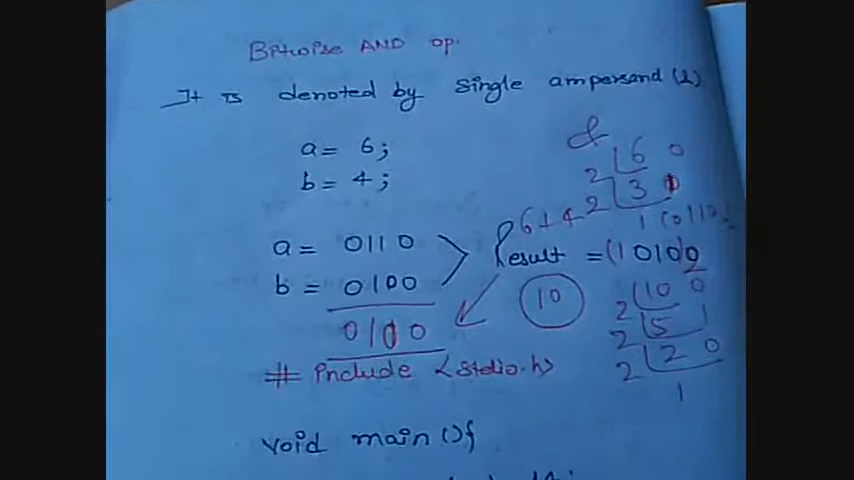 Bitwise AND op.
It is denoted by single ampersand (&).
&
a = 6;
b = 4;
2 6 0
2 3 1
1 (0110)2
6 + 4
a = 0110
b = 0100
0100
Result = (1010)2
10
2 10 0
2 5 1
2 2 0
1
# include <stdio.h>
void main(){